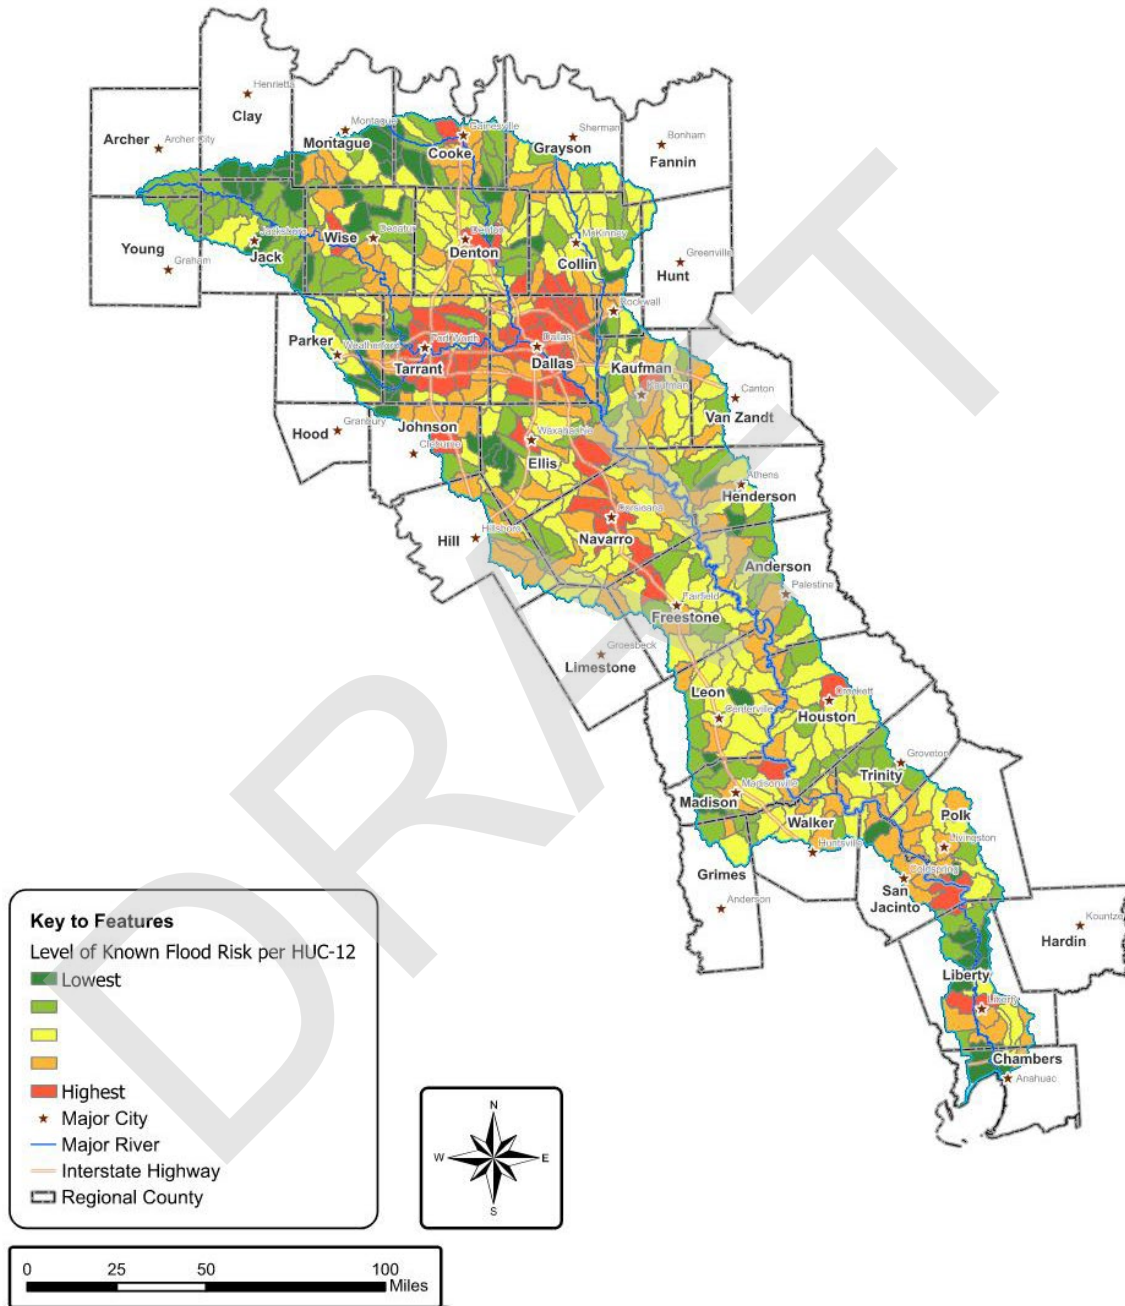 Henrietta
Clay
Archer
Archer City
Montague
Montague
Gainesville
Cooke
Sherman
Grayson
Bonham
Fannin
Young
Graham
Jacksboro
Jack
Wise
Decatur
Denton
Denton
McKinney
Collin
Greenville
Hunt
Rockwall
Parker
Weatherford
Fort Worth
Tarrant
Dallas
Dallas
Kaufman
Kaufman
Canton
Van Zandt
Hood
Granbury
Johnson
Cleburne
Waxahachie
Ellis
Athens
Henderson
Hill
Hillsboro
Corsicana
Navarro
Anderson
Palestine
Fairfield
Freestone
Groesbeck
Limestone
Leon
Centerville
Crockett
Houston
Groveton
Trinity
Madison
Madisonville
Walker
Huntsville
Polk
Livingston
Grimes
Anderson
Coldspring
San
Jacinto
Kountze
Hardin
Liberty
Liberty
Chambers
Anahuac
DRAFT
Key to Features
Level of Known Flood Risk per HUC-12
Lowest
Highest
Major City
Major River
Interstate Highway
Regional County
N
W E
S
0 25 50 100
Miles